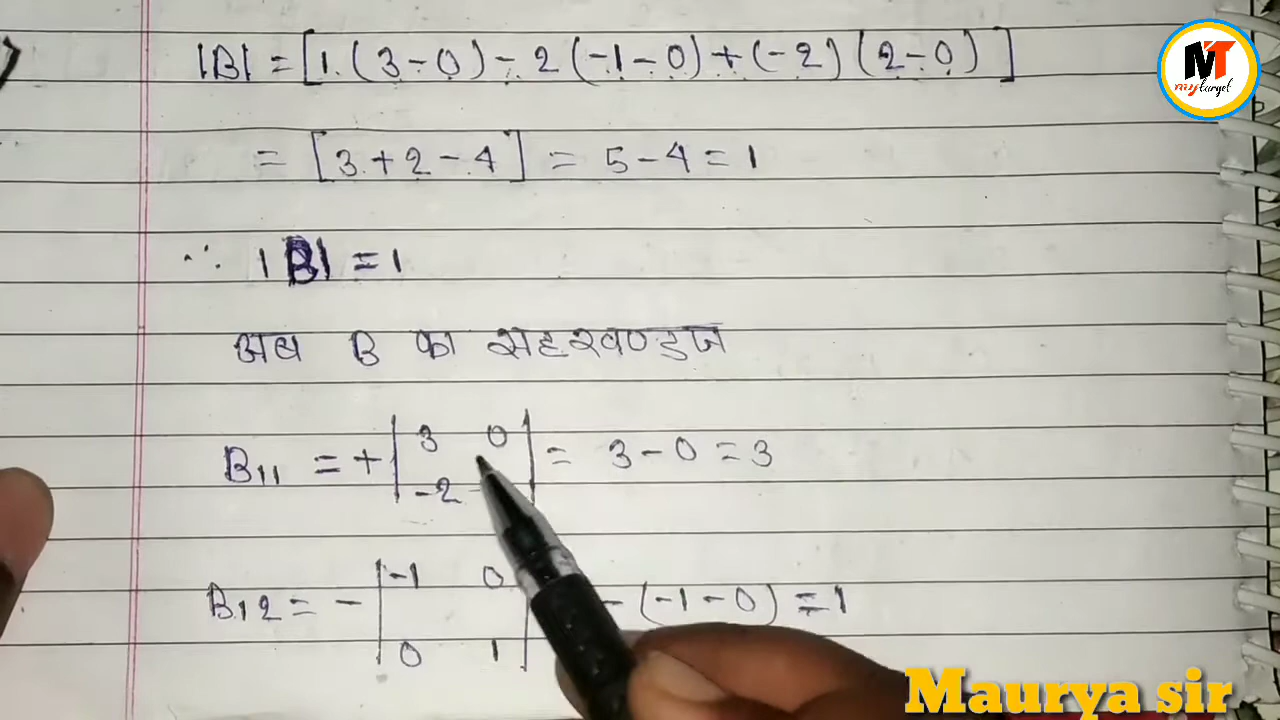 |B| = [1.(3-0) - 2(-1-0) + (-2)(2-0)]
MT
my target
= [3+2-4] = 5-4 = 1
∴ |B| = 1
अब B का सहखण्डज
B11 = + | 3 0 | = 3-0 = 3
-2
B12 = - | -1 0 | - (-1-0) = 1
0 1
Maurya sir